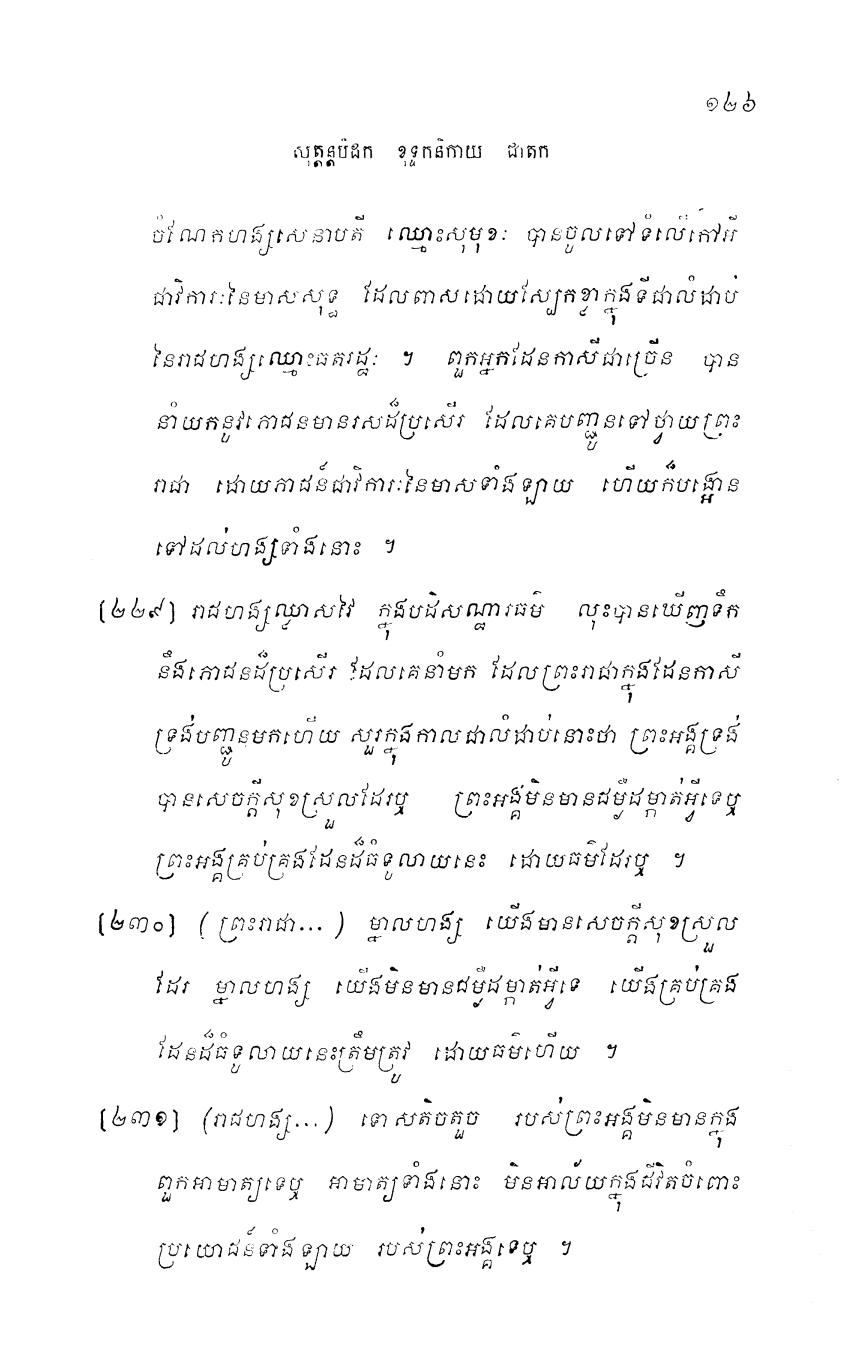 ១២៦
សុត្តន្តបិដក ខុទ្ទកនិកាយ ជាតក
ចំណែកហង្សសេនាបតី ឈ្មោះសុមុខៈ បានចូលទៅទំលើកៅអី
ជាវិការៈនៃមាសសុទ្ធ ដែលពាសដោយស្បែកខ្លាក្នុងទីជាលំដាប់
នៃរាជហង្សឈ្មោះធតរដ្ឋៈ ។ ពួកអ្នកដែនកាសីជាច្រើន បាន
នាំយកនូវភោជនមានរសដ៏ប្រសើរ ដែលគេបញ្ជូនទៅថ្វាយព្រះ
រាជា ដោយភាជន៍ជាវិការៈនៃមាសទាំងឡាយ ហើយក៏បង្អោន
ទៅដល់ហង្សទាំងនោះ ។
[២២៩] រាជហង្សឈ្លាសវៃ ក្នុងបដិសណ្ឋារធម៌ លុះបានឃើញទឹក
នឹងភោជនដ៏ប្រសើរ ដែលគេនាំមក ដែលព្រះរាជាក្នុងដែនកាសី
ទ្រង់បញ្ជូនមកហើយ សួរក្នុងកាលជាលំដាប់នោះថា ព្រះអង្គទ្រង់
បានសេចក្តីសុខស្រួលដែរឬ ព្រះអង្គមិនមានជម្ងឺដម្កាត់អ្វីទេឬ
ព្រះអង្គគ្រប់គ្រងដែនដ៏ធំទូលាយនេះ ដោយធម៌ដែរឬ ។
[២៣០] (ព្រះរាជា...) ម្នាលហង្ស យើងមានសេចក្តីសុខស្រួល
ដែរ ម្នាលហង្ស យើងមិនមានជម្ងឺដម្កាត់អ្វីទេ យើងគ្រប់គ្រង
ដែនដ៏ធំទូលាយនេះត្រឹមត្រូវ ដោយធម៌ហើយ ។
[២៣១] (រាជហង្ស...) ទោសតិចតួច របស់ព្រះអង្គមិនមានក្នុង
ពួកអាមាត្យទេឬ អាមាត្យទាំងនោះ មិនអាល័យក្នុងជីវិតចំពោះ
ប្រយោជន៍ទាំងឡាយ របស់ព្រះអង្គទេឬ ។